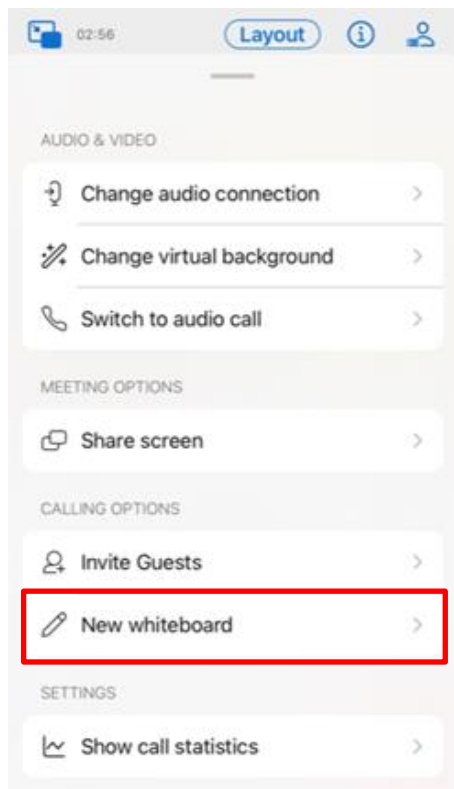 02:56
Layout
AUDIO & VIDEO
Change audio connection
Change virtual background
Switch to audio call
MEETING OPTIONS
Share screen
CALLING OPTIONS
Invite Guests
New whiteboard
SETTINGS
Show call statistics